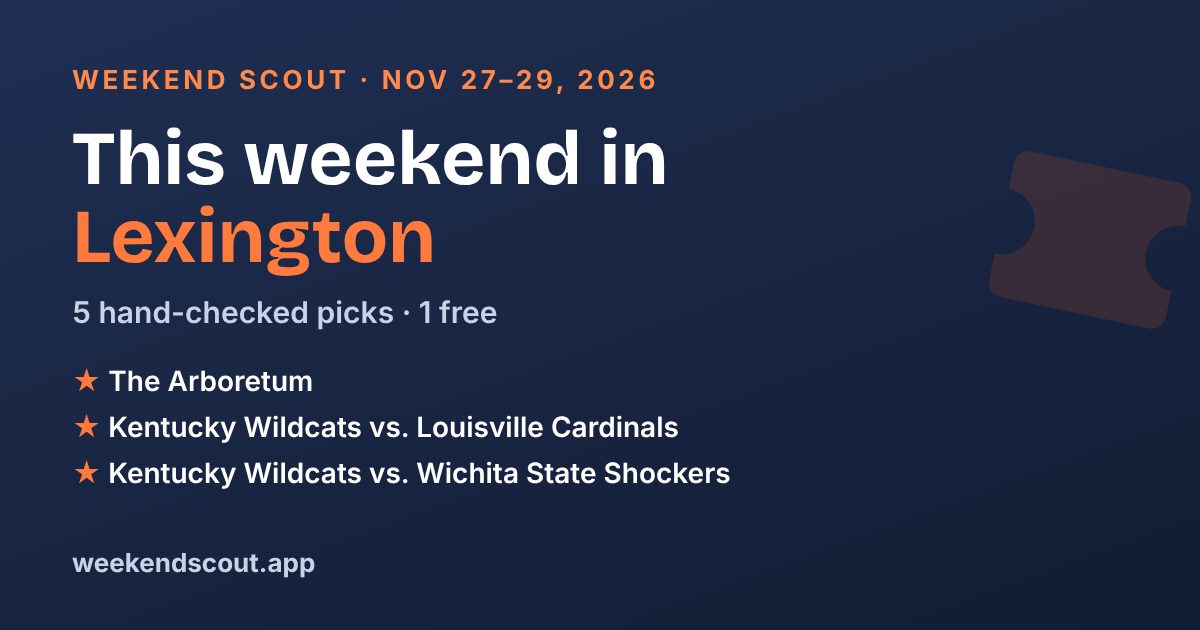 WEEKEND SCOUT · NOV 27–29, 2026
This weekend in
Lexington
5 hand-checked picks · 1 free
★ The Arboretum
★ Kentucky Wildcats vs. Louisville Cardinals
★ Kentucky Wildcats vs. Wichita State Shockers
weekendscout.app